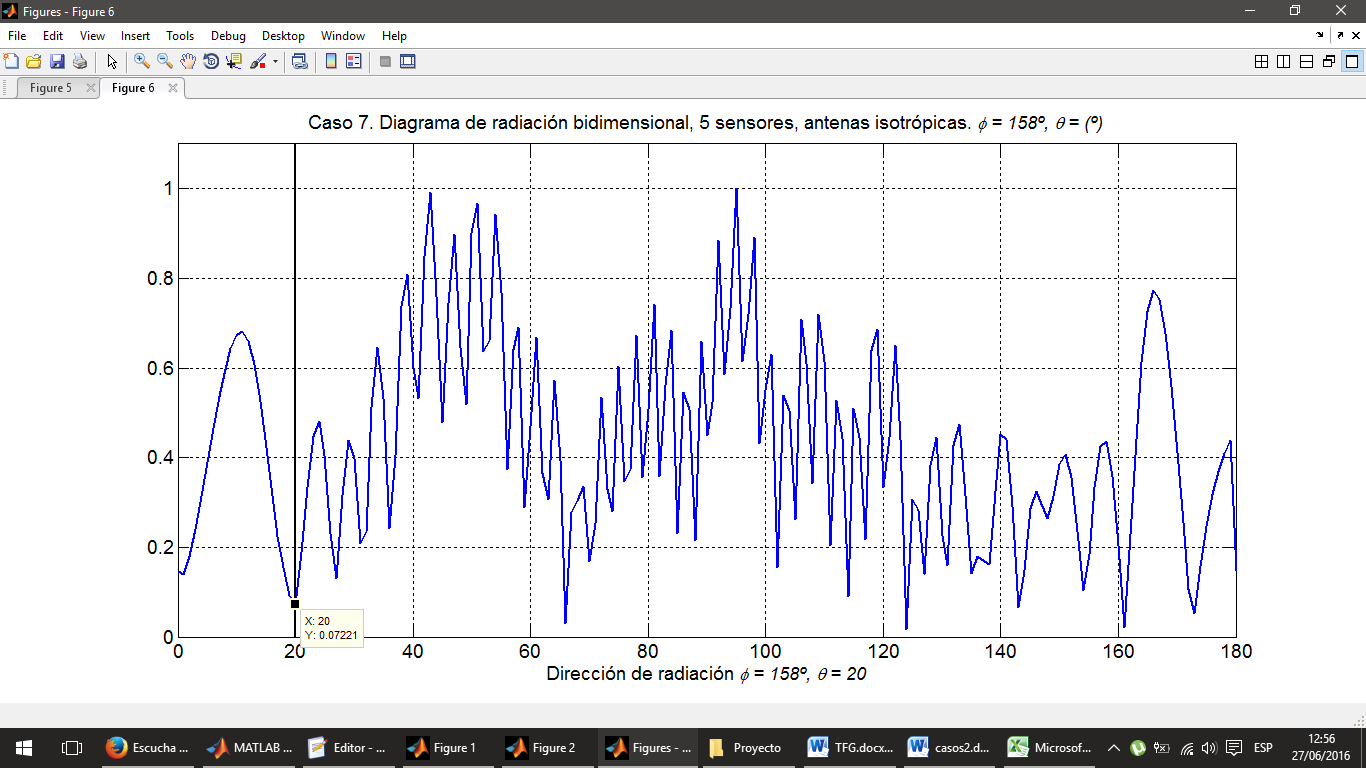 Figures - Figure 6
File Edit View Insert Tools Debug Desktop Window Help
Figure 5 Figure 6
Caso 7. Diagrama de radiación bidimensional, 5 sensores, antenas isotrópicas. ϕ = 158º, θ = (º)
1
0.8
0.6
0.4
0.2
0
X: 20
Y: 0.07221
0 20 40 60 80 100 120 140 160 180
Dirección de radiación ϕ = 158º, θ = 20
Escucha ... MATLAB ... Editor - ... Figure 1 Figure 2 Figures - ... Proyecto TFG.docx... casos2.d... Microsof... ESP 12:56
27/06/2016